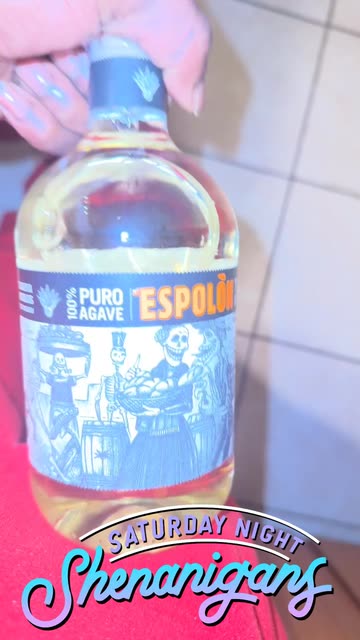 100%
PURO
AGAVE
ESPOLÒN
SATURDAY NIGHT
Shenanigans